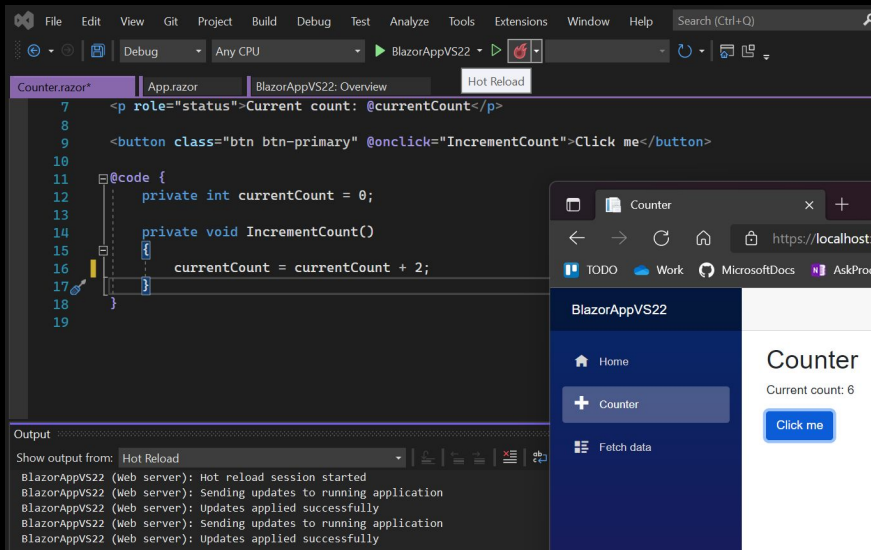 File Edit View Git Project Build Debug Test Analyze Tools Extensions Window Help Search (Ctrl+Q)
Debug Any CPU BlazorAppVS22
Hot Reload
Counter.razor* App.razor BlazorAppVS22: Overview
7 <p role="status">Current count: @currentCount</p>
8
9 <button class="btn btn-primary" @onclick="IncrementCount">Click me</button>
10
11 @code {
12 private int currentCount = 0;
13
14 private void IncrementCount()
15 {
16 currentCount = currentCount + 2;
17 }
18 }
19
Output
Show output from: Hot Reload
BlazorAppVS22 (Web server): Hot reload session started
BlazorAppVS22 (Web server): Sending updates to running application
BlazorAppVS22 (Web server): Updates applied successfully
BlazorAppVS22 (Web server): Sending updates to running application
BlazorAppVS22 (Web server): Updates applied successfully
Counter
https://localhost:
TODO Work MicrosoftDocs AskProd
BlazorAppVS22
Home
Counter
Fetch data
Counter
Current count: 6
Click me